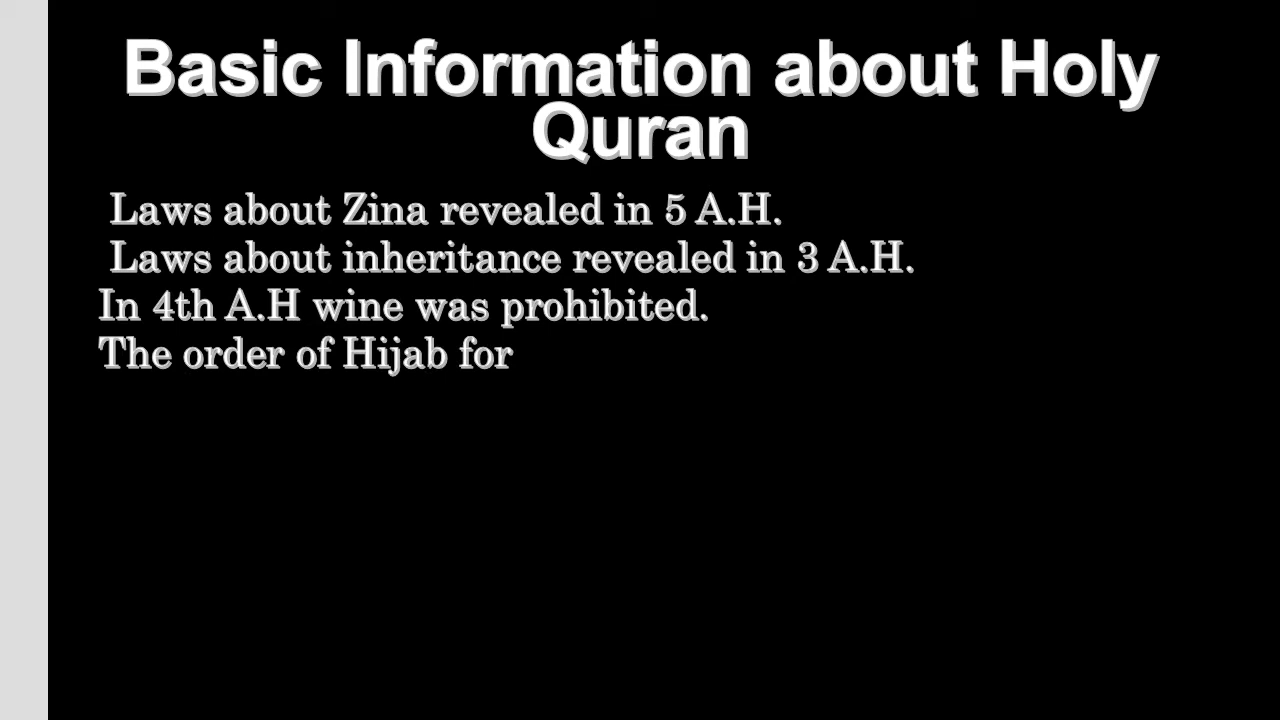 Basic Information about Holy
Quran
Laws about Zina revealed in 5 A.H.
Laws about inheritance revealed in 3 A.H.
In 4th A.H wine was prohibited.
The order of Hijab for